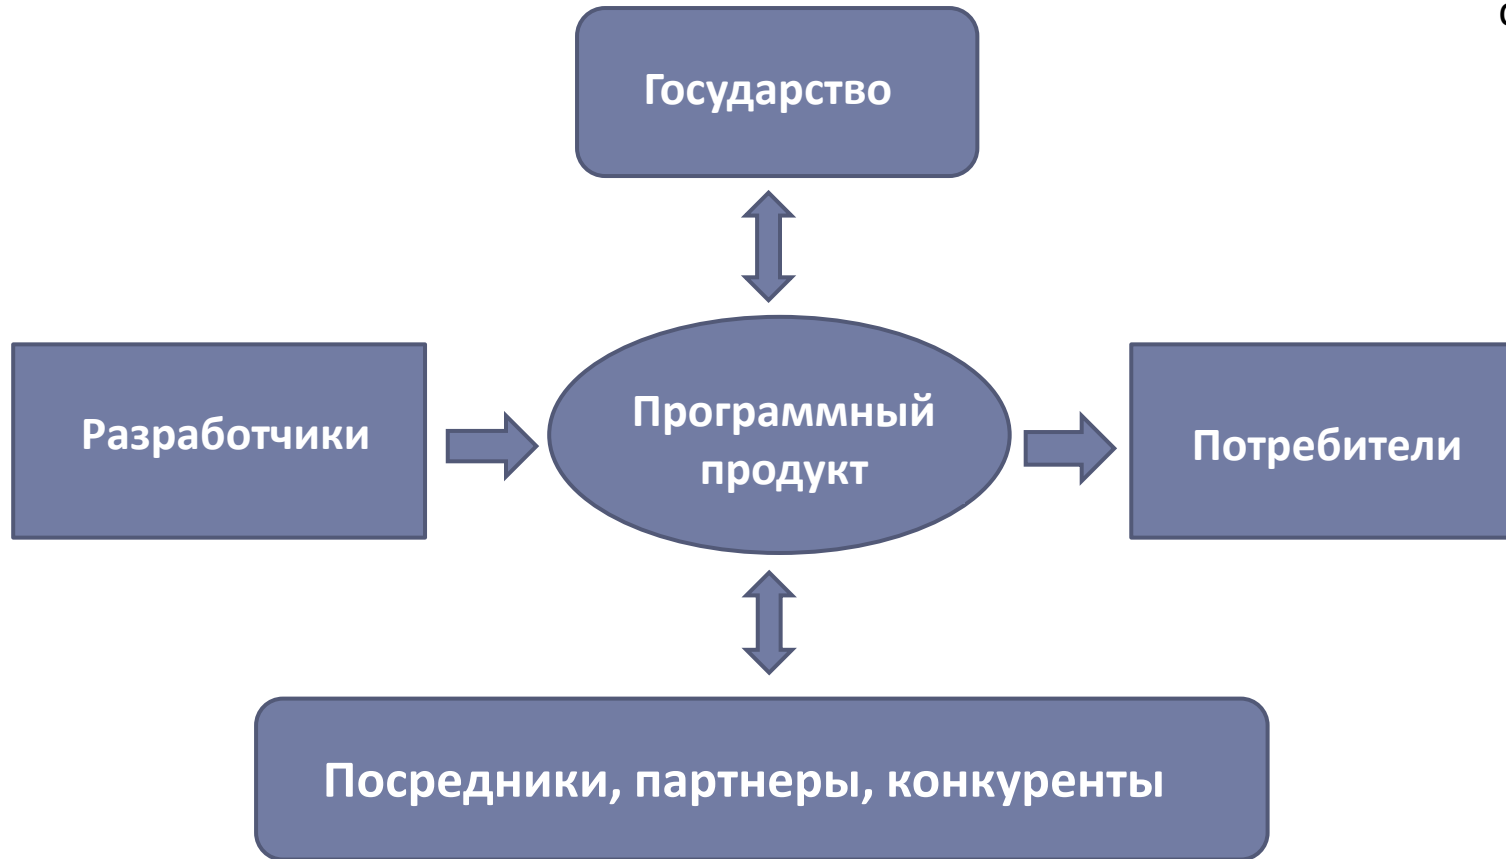 Государство
Разработчики
Программный
продукт
Потребители
Посредники, партнеры, конкуренты